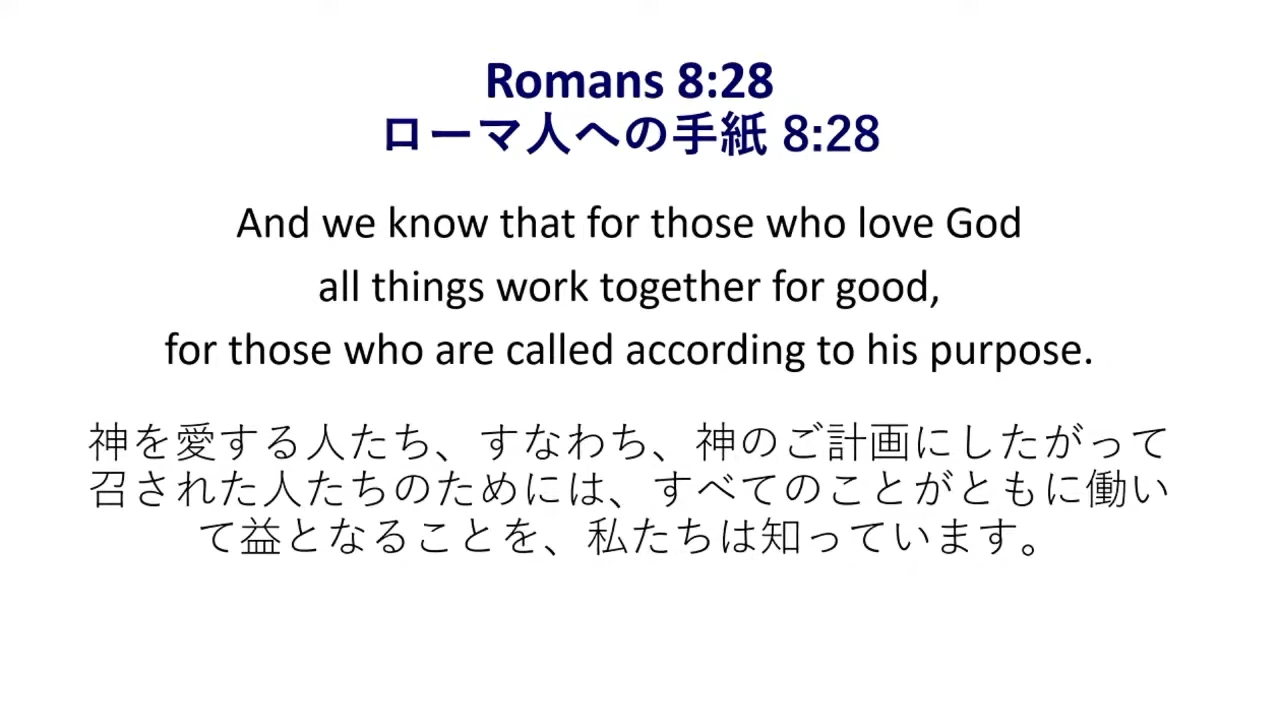 Romans 8:28
ローマ人への手紙 8:28
And we know that for those who love God
all things work together for good,
for those who are called according to his purpose.
神を愛する人たち、すなわち、神のご計画にしたがって
召された人たちのためには、すべてのことがともに働い
て益となることを、私たちは知っています。